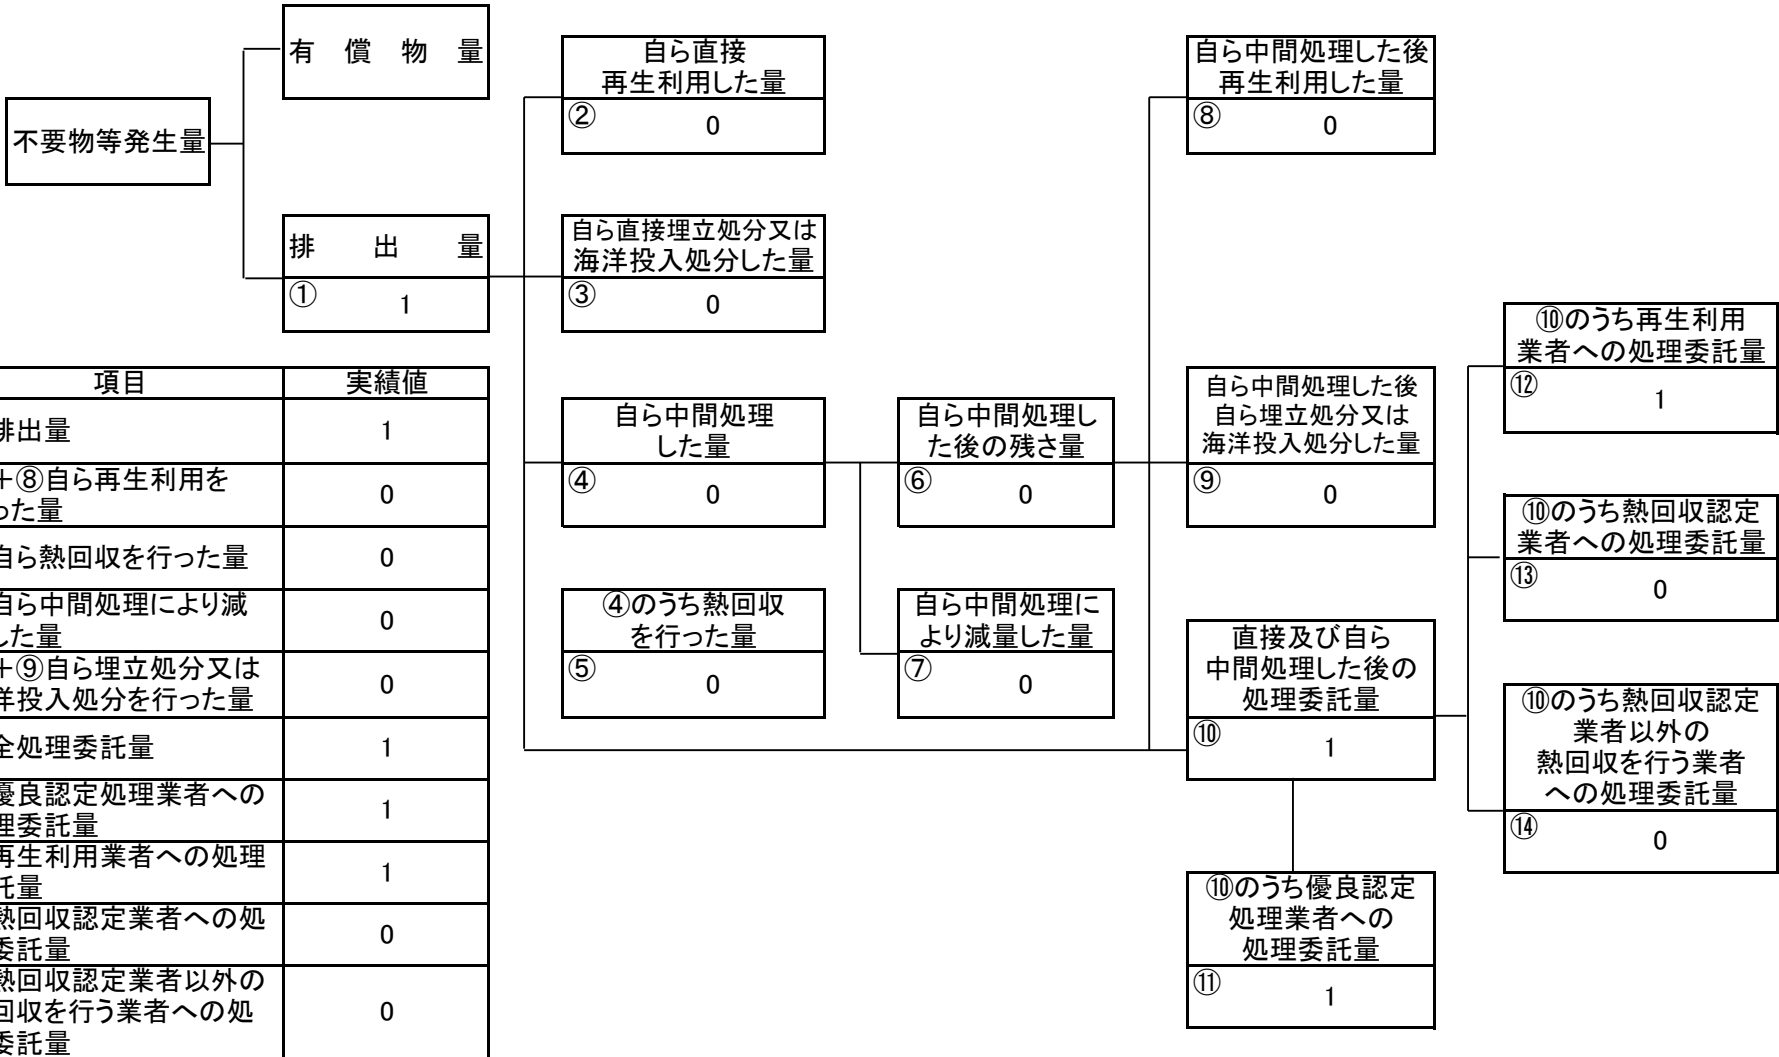 有償物量
不要物等発生量
排出量
① 1
自ら直接
再生利用した量
② 0
自ら直接埋立処分又は
海洋投入処分した量
③ 0
自ら中間処理
した量
④ 0
④のうち熱回収
を行った量
⑤ 0
自ら中間処理し
た後の残さ量
⑥ 0
自ら中間処理に
より減量した量
⑦ 0
自ら中間処理した後
再生利用した量
⑧ 0
自ら中間処理した後
自ら埋立処分又は
海洋投入処分した量
⑨ 0
直接及び自ら
中間処理した後の
処理委託量
⑩ 1
⑩のうち優良認定
処理業者への
処理委託量
⑪ 1
⑩のうち再生利用
業者への処理委託量
⑫ 1
⑩のうち熱回収認定
業者への処理委託量
⑬ 0
⑩のうち熱回収認定
業者以外の
熱回収を行う業者
への処理委託量
⑭ 0
項目 実績値
排出量 1
+⑧自ら再生利用を
った量 0
自ら熱回収を行った量 0
自ら中間処理により減
した量 0
+⑨自ら埋立処分又は
洋投入処分を行った量 0
全処理委託量 1
優良認定処理業者への
理委託量 1
再生利用業者への処理
託量 1
熱回収認定業者への処
委託量 0
熱回収認定業者以外の
回収を行う業者への処
委託量 0